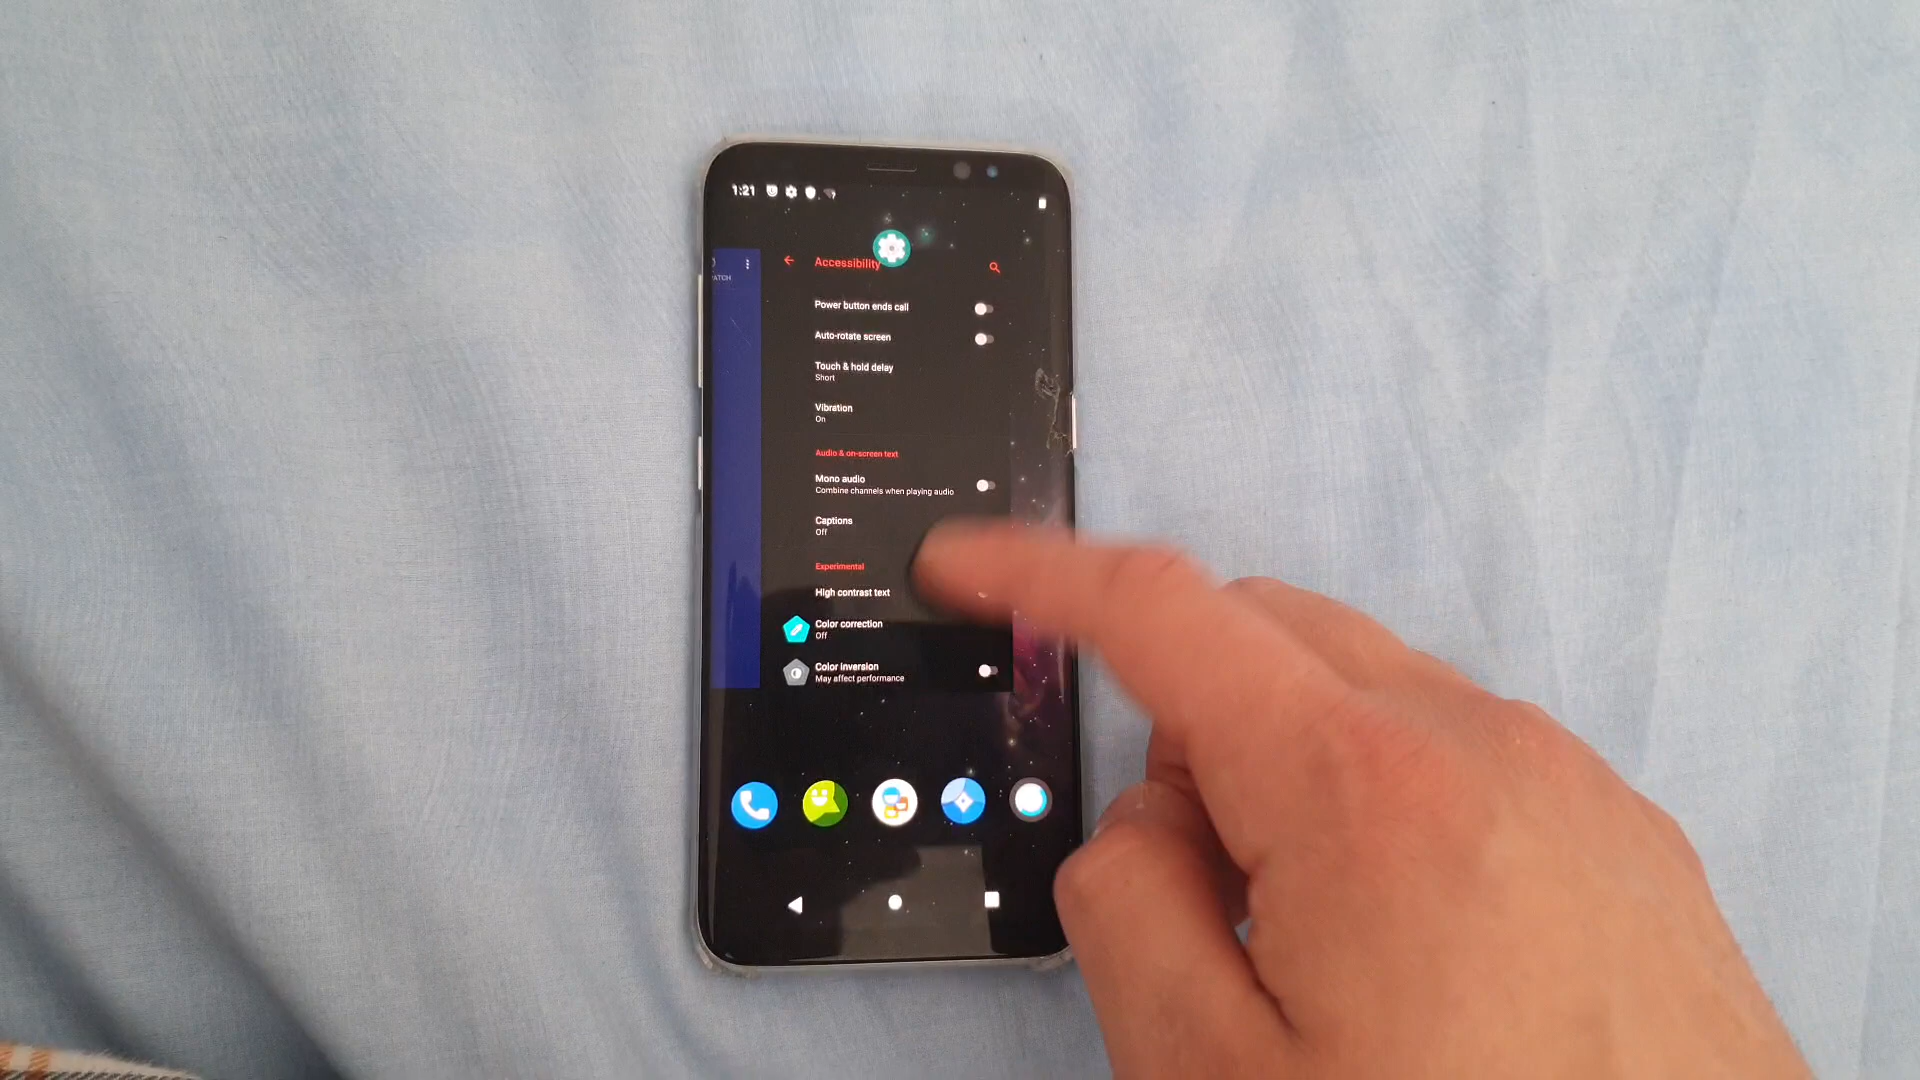 1:21
ATCH
Accessibility
Power button ends call
Auto-rotate screen
Touch & hold delay
Short
Vibration
On
Audio & on-screen text
Mono audio
Combine channels when playing audio
Captions
Off
Experimental
High contrast text
Color correction
Off
Color inversion
May affect performance